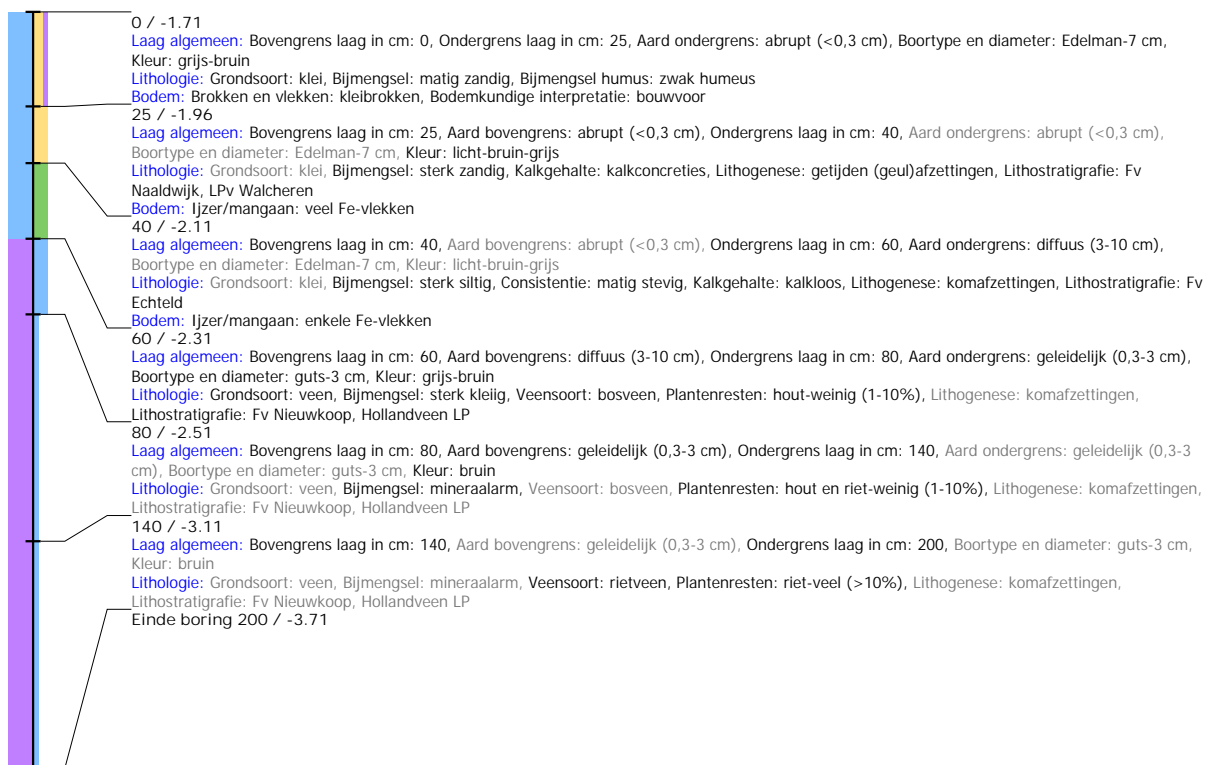 0 / -1.71
Laag algemeen: Bovengrens laag in cm: 0, Ondergrens laag in cm: 25, Aard ondergrens: abrupt (<0,3 cm), Boortype en diameter: Edelman-7 cm,
Kleur: grijs-bruin
Lithologie: Grondsoort: klei, Bijmengsel: matig zandig, Bijmengsel humus: zwak humeus
Bodem: Brokken en vlekken: kleibrokken, Bodemkundige interpretatie: bouwvoor
25 / -1.96
Laag algemeen: Bovengrens laag in cm: 25, Aard bovengrens: abrupt (<0,3 cm), Ondergrens laag in cm: 40, Aard ondergrens: abrupt (<0,3 cm),
Boortype en diameter: Edelman-7 cm, Kleur: licht-bruin-grijs
Lithologie: Grondsoort: klei, Bijmengsel: sterk zandig, Kalkgehalte: kalkconcreties, Lithogenese: getijden (geul)afzettingen, Lithostratigrafie: Fv
Naaldwijk, LPv Walcheren
Bodem: Ijzer/mangaan: veel Fe-vlekken
40 / -2.11
Laag algemeen: Bovengrens laag in cm: 40, Aard bovengrens: abrupt (<0,3 cm), Ondergrens laag in cm: 60, Aard ondergrens: diffuus (3-10 cm),
Boortype en diameter: Edelman-7 cm, Kleur: licht-bruin-grijs
Lithologie: Grondsoort: klei, Bijmengsel: sterk siltig, Consistentie: matig stevig, Kalkgehalte: kalkloos, Lithogenese: komafzettingen, Lithostratigrafie: Fv
Echteld
Bodem: Ijzer/mangaan: enkele Fe-vlekken
60 / -2.31
Laag algemeen: Bovengrens laag in cm: 60, Aard bovengrens: diffuus (3-10 cm), Ondergrens laag in cm: 80, Aard ondergrens: geleidelijk (0,3-3 cm),
Boortype en diameter: guts-3 cm, Kleur: grijs-bruin
Lithologie: Grondsoort: veen, Bijmengsel: sterk kleiig, Veensoort: bosveen, Plantenresten: hout-weinig (1-10%), Lithogenese: komafzettingen,
Lithostratigrafie: Fv Nieuwkoop, Hollandveen LP
80 / -2.51
Laag algemeen: Bovengrens laag in cm: 80, Aard bovengrens: geleidelijk (0,3-3 cm), Ondergrens laag in cm: 140, Aard ondergrens: geleidelijk (0,3-3
cm), Boortype en diameter: guts-3 cm, Kleur: bruin
Lithologie: Grondsoort: veen, Bijmengsel: mineraalarm, Veensoort: bosveen, Plantenresten: hout en riet-weinig (1-10%), Lithogenese: komafzettingen,
Lithostratigrafie: Fv Nieuwkoop, Hollandveen LP
140 / -3.11
Laag algemeen: Bovengrens laag in cm: 140, Aard bovengrens: geleidelijk (0,3-3 cm), Ondergrens laag in cm: 200, Boortype en diameter: guts-3 cm,
Kleur: bruin
Lithologie: Grondsoort: veen, Bijmengsel: mineraalarm, Veensoort: rietveen, Plantenresten: riet-veel (>10%), Lithogenese: komafzettingen,
Lithostratigrafie: Fv Nieuwkoop, Hollandveen LP
Einde boring 200 / -3.71